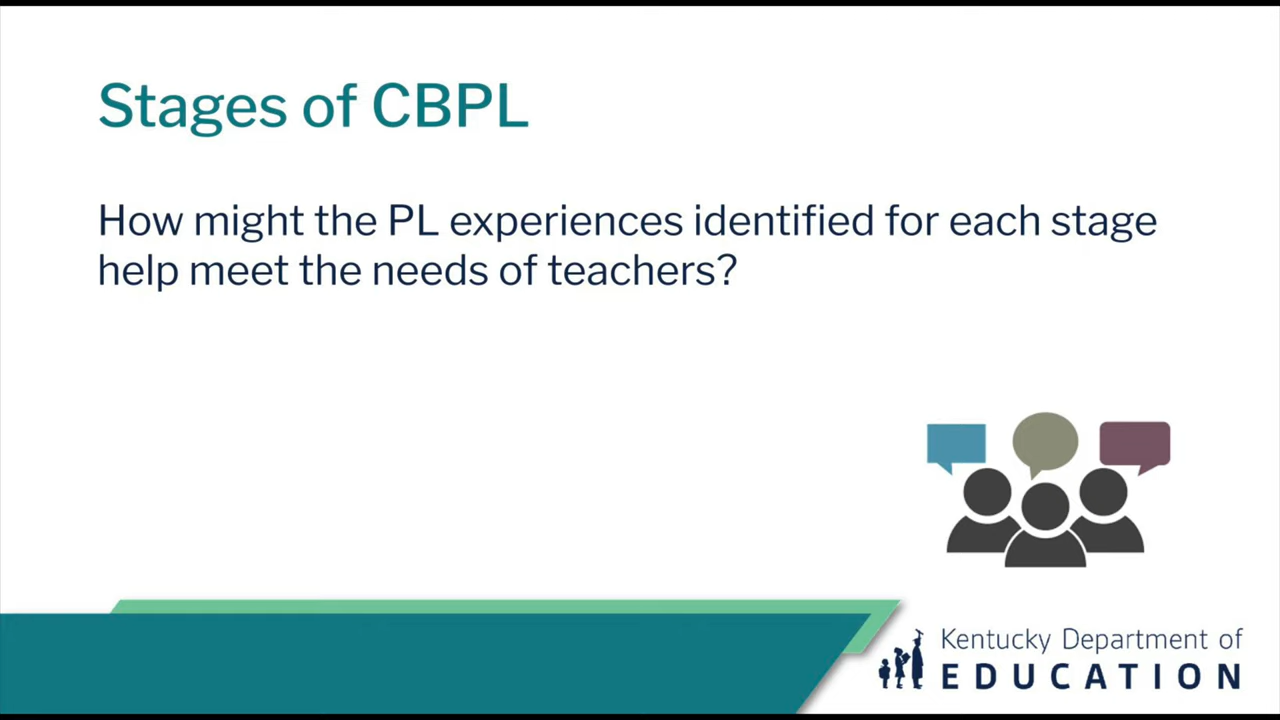 Stages of CBPL
How might the PL experiences identified for each stage
help meet the needs of teachers?
Kentucky Department of
EDUCATION